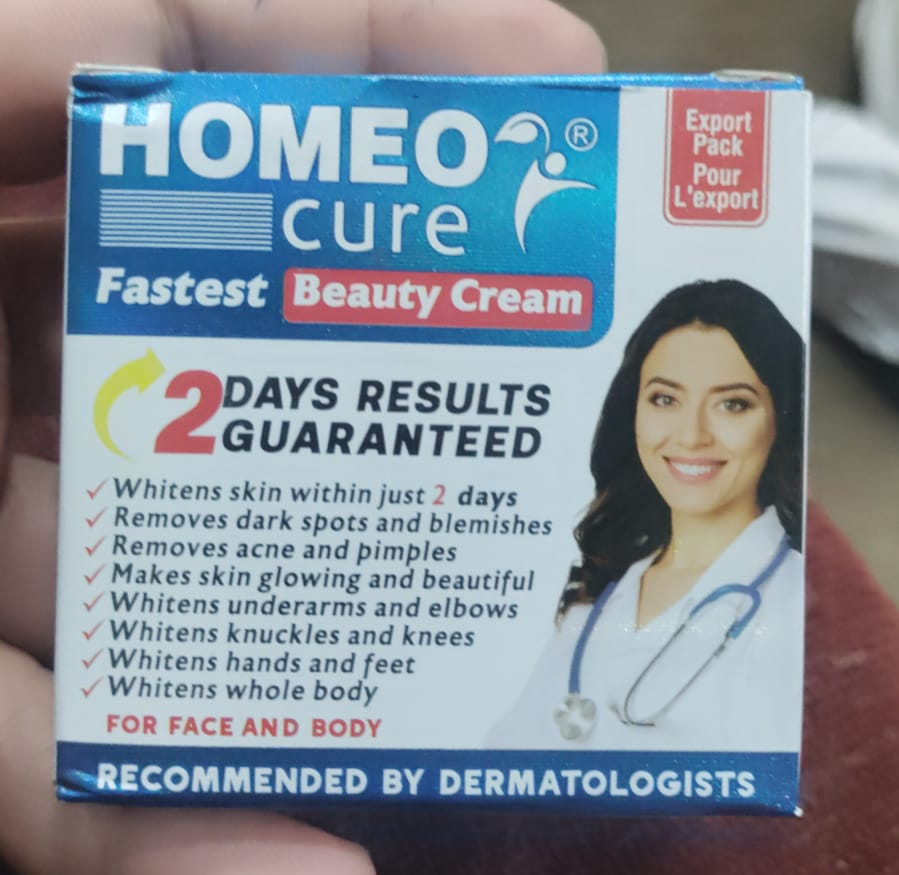 HOMEO ®
cure
Fastest Beauty Cream
Export
Pack
Pour
L'export
2 DAYS RESULTS
GUARANTEED
Whitens skin within just 2 days
Removes dark spots and blemishes
Removes acne and pimples
Makes skin glowing and beautiful
Whitens underarms and elbows
Whitens knuckles and knees
Whitens hands and feet
Whitens whole body
FOR FACE AND BODY
RECOMMENDED BY DERMATOLOGISTS